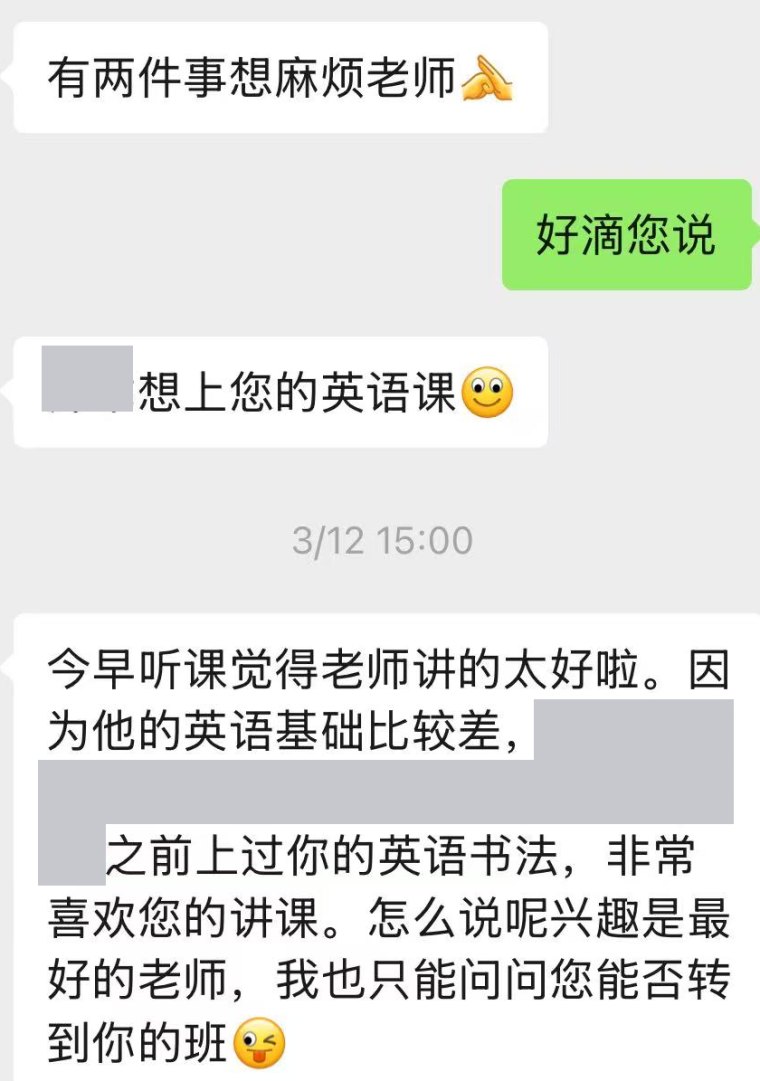 有两件事想麻烦老师
好滴您说
想上您的英语课
3/12 15:00
今早听课觉得老师讲的太好啦。因
为他的英语基础比较差，
之前上过你的英语书法，非常
喜欢您的讲课。怎么说呢兴趣是最
好的老师，我也只能问问您能否转
到你的班